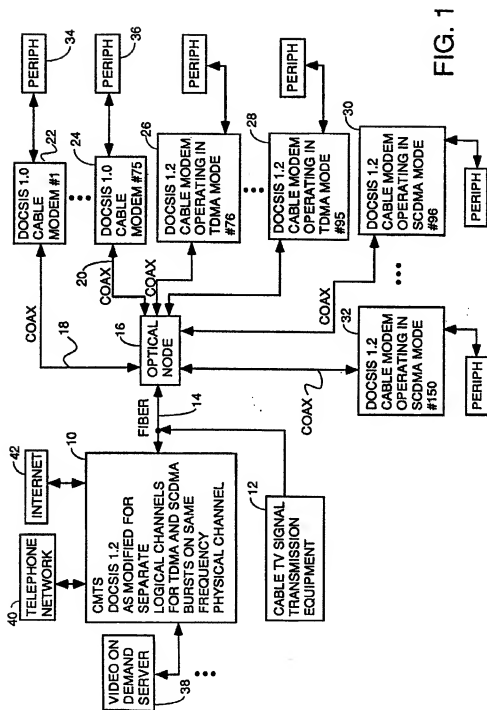 40
TELEPHONE
NETWORK
42
INTERNET
VIDEO ON
DEMAND
SERVER
38
10
CMTS
DOCSIS 1.2
AS MODIFIED FOR
SEPARATE
LOGICAL CHANNELS
FOR TDMA AND SCDMA
BURSTS ON SAME
FREQUENCY
PHYSICAL CHANNEL
12
CABLE TV SIGNAL
TRANSMISSION
EQUIPMENT
FIBER
14
16
OPTICAL
NODE
COAX
18
20
COAX
COAX
COAX
COAX
22
DOCSIS 1.0
CABLE
MODEM #1
PERIPH
34
24
DOCSIS 1.0
CABLE
MODEM #75
PERIPH
36
26
DOCSIS 1.2
CABLE MODEM
OPERATING IN
TDMA MODE
#76
PERIPH
28
DOCSIS 1.2
CABLE MODEM
OPERATING IN
TDMA MODE
#95
PERIPH
30
DOCSIS 1.2
CABLE MODEM
OPERATING IN
SCDMA MODE
#96
PERIPH
32
DOCSIS 1.2
CABLE MODEM
OPERATING IN
SCDMA MODE
#150
PERIPH
FIG. 1